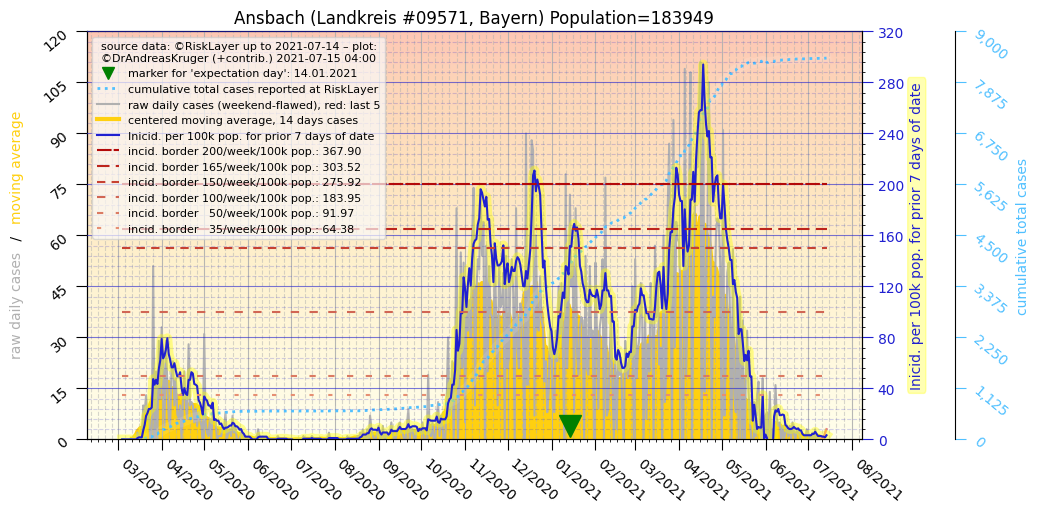 Ansbach (Landkreis #09571, Bayern) Population=183949
source data: ©RiskLayer up to 2021-07-14 – plot:
©DrAndreasKruger (+contrib.) 2021-07-15 04:00
marker for 'expectation day': 14.01.2021
cumulative total cases reported at RiskLayer
raw daily cases (weekend-flawed), red: last 5
centered moving average, 14 days cases
Inicid. per 100k pop. for prior 7 days of date
incid. border 200/week/100k pop.: 367.90
incid. border 165/week/100k pop.: 303.52
incid. border 150/week/100k pop.: 275.92
incid. border 100/week/100k pop.: 183.95
incid. border   50/week/100k pop.: 91.97
incid. border   35/week/100k pop.: 64.38
raw daily cases   /   moving average
120
105
90
75
60
45
30
15
0
03/2020
04/2020
05/2020
06/2020
07/2020
08/2020
09/2020
10/2020
11/2020
12/2020
01/2021
02/2021
03/2021
04/2021
05/2021
06/2021
07/2021
08/2021
320
280
240
200
160
120
80
40
0
Inicid. per 100k pop. for prior 7 days of date
9,000
7,875
6,750
5,625
4,500
3,375
2,250
1,125
0
cumulative total cases